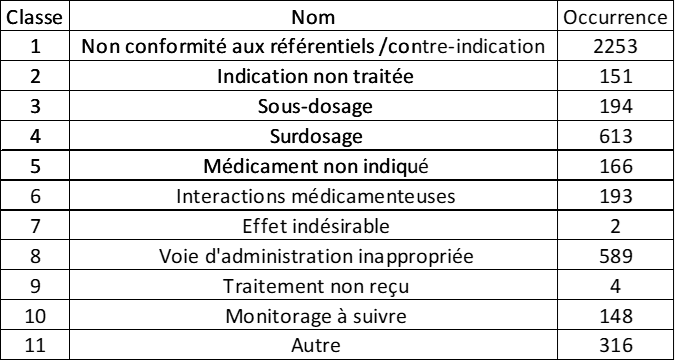 Classe Nom Occurrence
1 Non conformité aux référentiels /contre-indication 2253
2 Indication non traitée 151
3 Sous-dosage 194
4 Surdosage 613
5 Médicament non indiqué 166
6 Interactions médicamenteuses 193
7 Effet indésirable 2
8 Voie d'administration inappropriée 589
9 Traitement non reçu 4
10 Monitorage à suivre 148
11 Autre 316